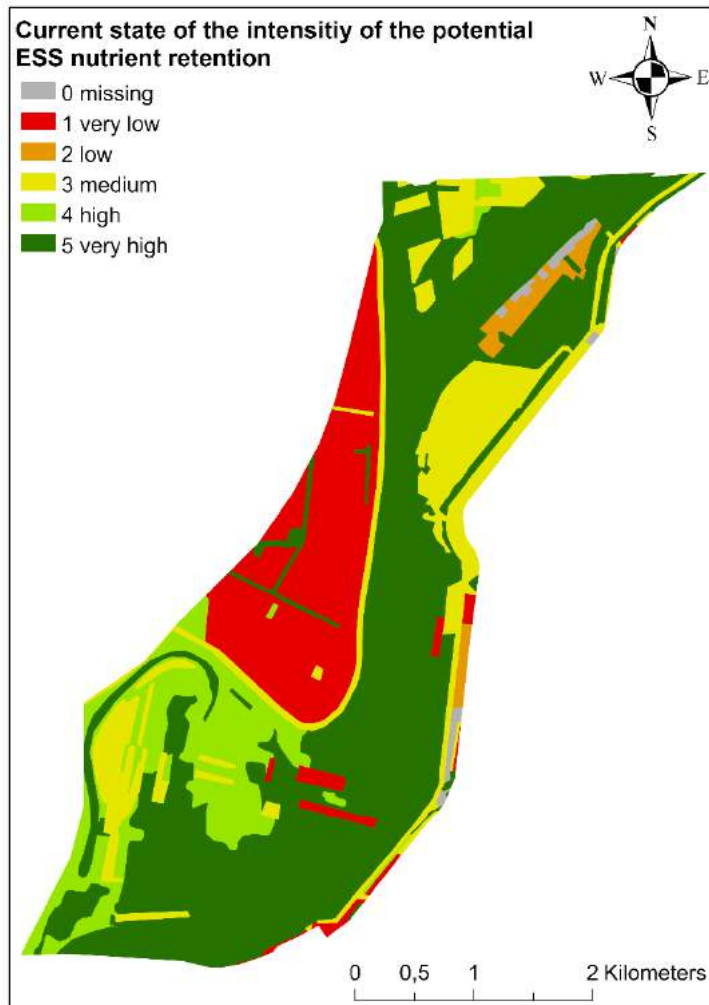 Current state of the intensitiy of the potential
ESS nutrient retention
0 missing
1 very low
2 low
3 medium
4 high
5 very high
N
W E
S
0 0,5 1 2 Kilometers